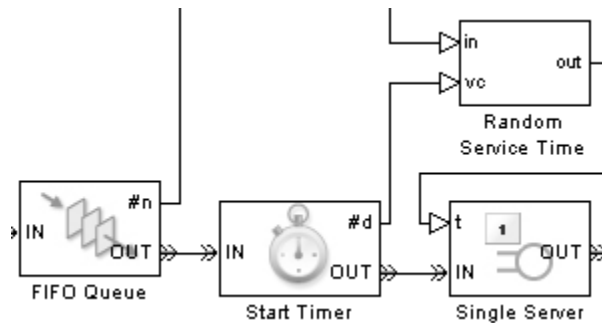 in
out
vc
Random
Service Time
#n
IN
OUT
FIFO Queue
#d
IN
OUT
Start Timer
t
1
IN
OUT
Single Server